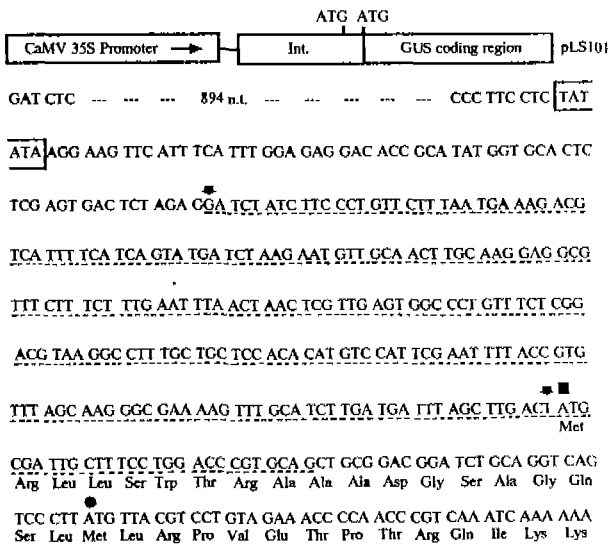 ATG ATG
CaMV 35S Promoter Int. GUS coding region pLS101
GAT CTC --- --- --- 894 n.t. --- --- --- --- --- CCC TTC CTC TAT
ATA AGG AAG TTC ATT TCA TTT GGA GAG GAC ACC GCA TAT GGT GCA CTC
TCG AGT GAC TCT AGA GGA TCT ATC TTC CCT GTT CTT TAA TGA AAG ACG
TCA TTT TCA TCA GTA TGA TCT AAG AAT GTT GCA ACT TGC AAG GAG GCG
TTT CTT TCT TTG AAT TTA ACT AAC TCG TTG AGT GGC CCT GTT TCT CGG
ACG TAA GGC CTT TGC TGC TCC ACA CAT GTC CAT TCG AAT TTT ACC GTG
TTT AGC AAG GGC GAA AAG TTT GCA TCT TGA TGA TTT AGC TTG ACT ATG
Met
CGA TTG CTT TCC TGG ACC CGT GCA GCT GCG GAC GGA TCT GCA GGT CAG
Arg Leu Leu Ser Trp Thr Arg Ala Ala Ala Asp Gly Ser Ala Gly Gln
TCC CTT ATG TTA CGT CCT GTA GAA ACC CCA ACC CGT CAA ATC AAA AAA
Ser Leu Met Leu Arg Pro Val Glu Thr Pro Thr Arg Gln Ile Lys Lys